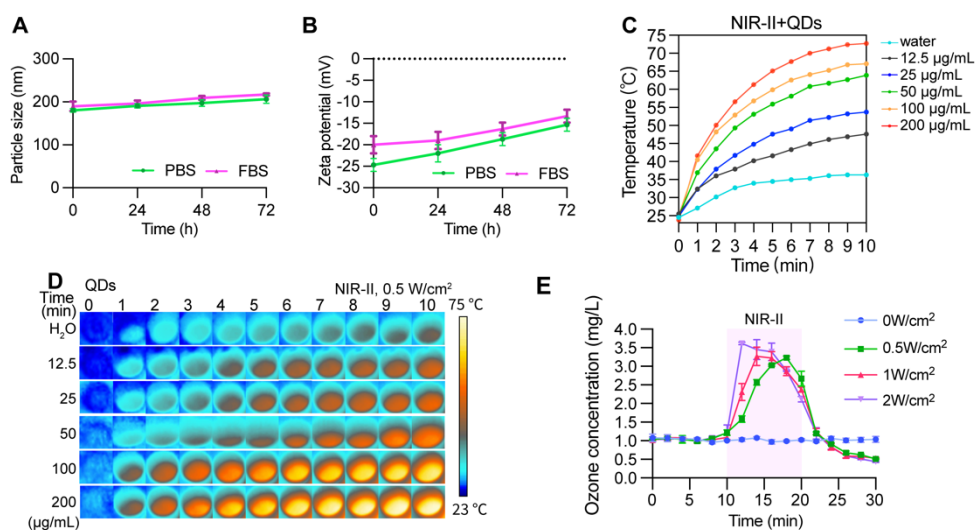 A
Particle size (nm)
300
200
100
0
PBS
FBS
0
24
48
72
Time (h)
B
Zeta potential (mV)
0
-5
-10
-15
-20
-25
-30
PBS
FBS
0
24
48
72
Time (h)
C
NIR-II+QDs
Temperature (℃)
75
70
65
60
55
50
45
40
35
30
25
0 1 2 3 4 5 6 7 8 9 10
Time (min)
water
12.5 μg/mL
25 μg/mL
50 μg/mL
100 μg/mL
200 μg/mL
D
QDs
NIR-II, 0.5 W/cm²
Time (min)
0 1 2 3 4 5 6 7 8 9 10
H₂O
12.5
25
50
100
200
(μg/mL)
75 °C
23 °C
E
NIR-II
Ozone concentration (mg/L)
4.0
3.5
3.0
2.5
2.0
1.5
1.0
0.5
0.0
0 5 10 15 20 25 30
Time (min)
0W/cm²
0.5W/cm²
1W/cm²
2W/cm²